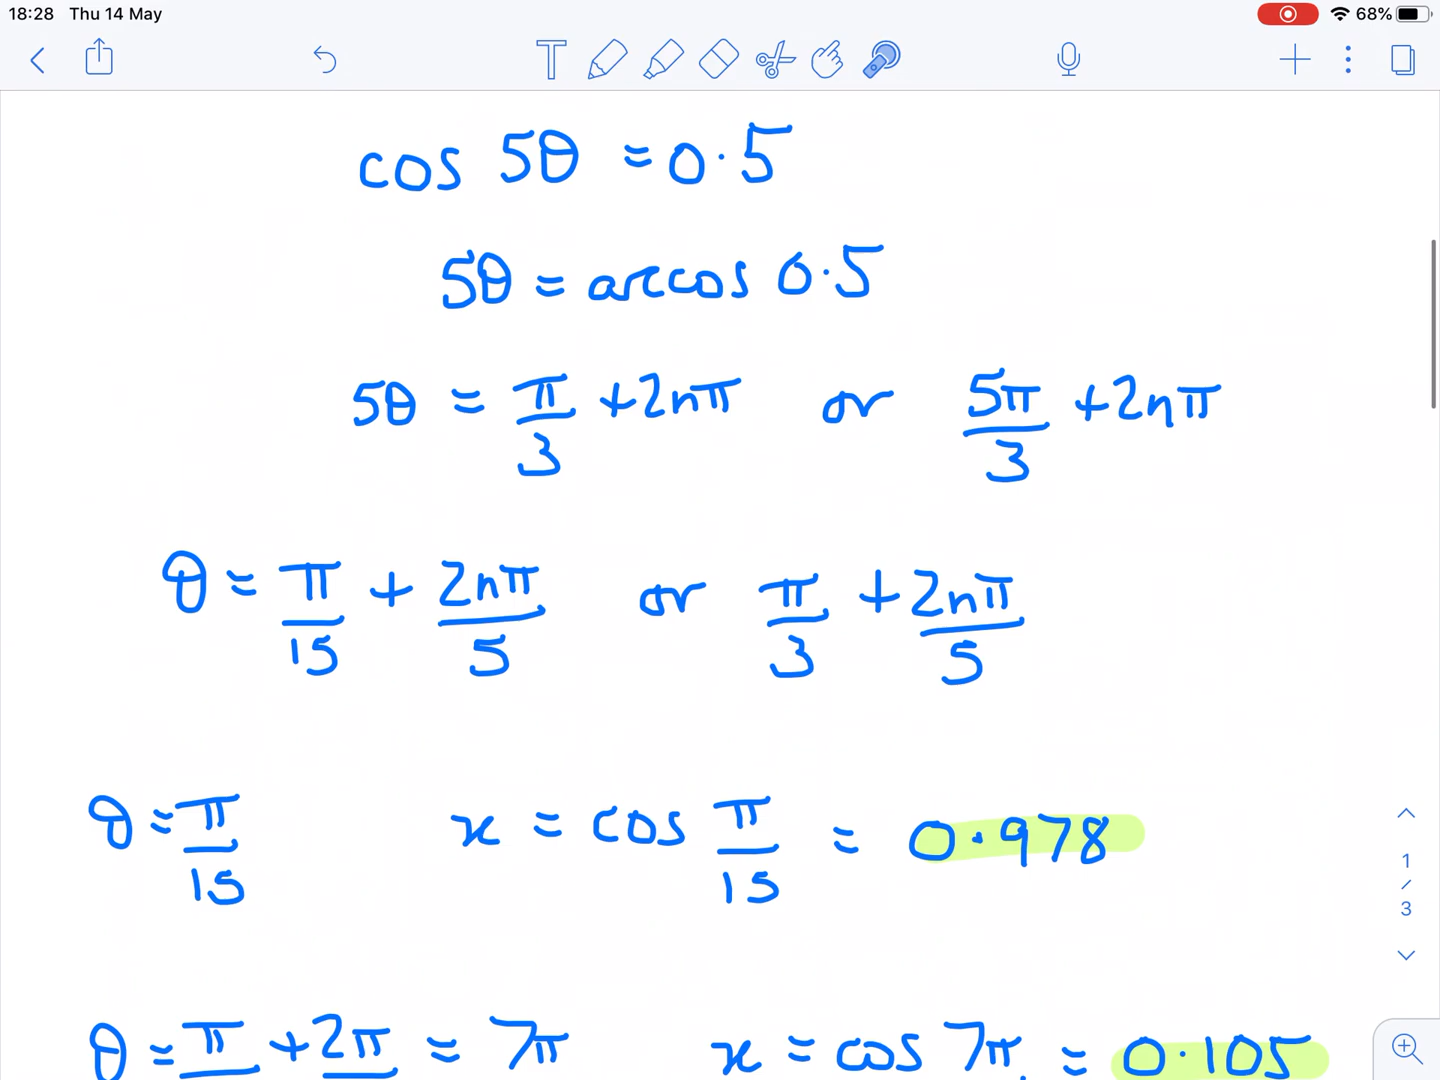 18:28 Thu 14 May 68%
T
cos 5θ = 0.5
5θ = arccos 0.5
5θ = π/3 + 2nπ or 5π/3 + 2nπ
θ = π/15 + 2nπ/5 or π/3 + 2nπ/5
θ = π/15 x = cos π/15 = 0.978
1
/
3
θ = π + 2π = 7π x = cos 7π = 0.105